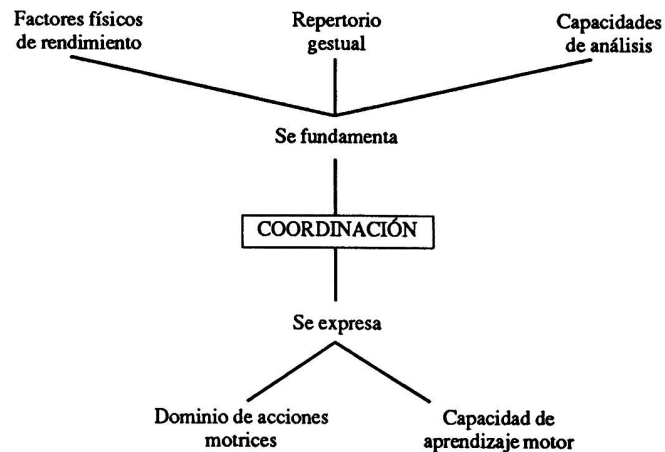 Factores físicos
de rendimiento
Repertorio
gestual
Capacidades
de análisis
Se fundamenta
COORDINACIÓN
Se expresa
Dominio de acciones
motrices
Capacidad de
aprendizaje motor